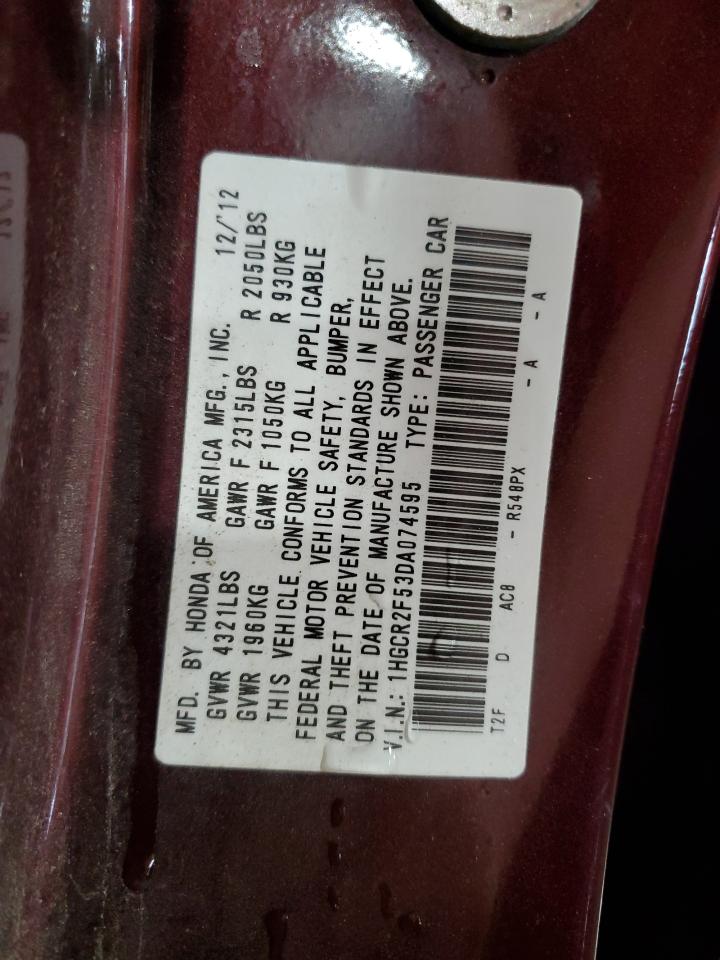 MFD. BY HONDA OF AMERICA MFG., INC. 12/'12
GVWR 4321LBS GAWR F 2315LBS R 2050LBS
GVWR 1960KG GAWR F 1050KG R 930KG
THIS VEHICLE CONFORMS TO ALL APPLICABLE
FEDERAL MOTOR VEHICLE SAFETY, BUMPER,
AND THEFT PREVENTION STANDARDS IN EFFECT
ON THE DATE OF MANUFACTURE SHOWN ABOVE.
V.I.N.: 1HGCR2F53DA074595 TYPE: PASSENGER CAR
T2F D AC8 - R548PX - A - A